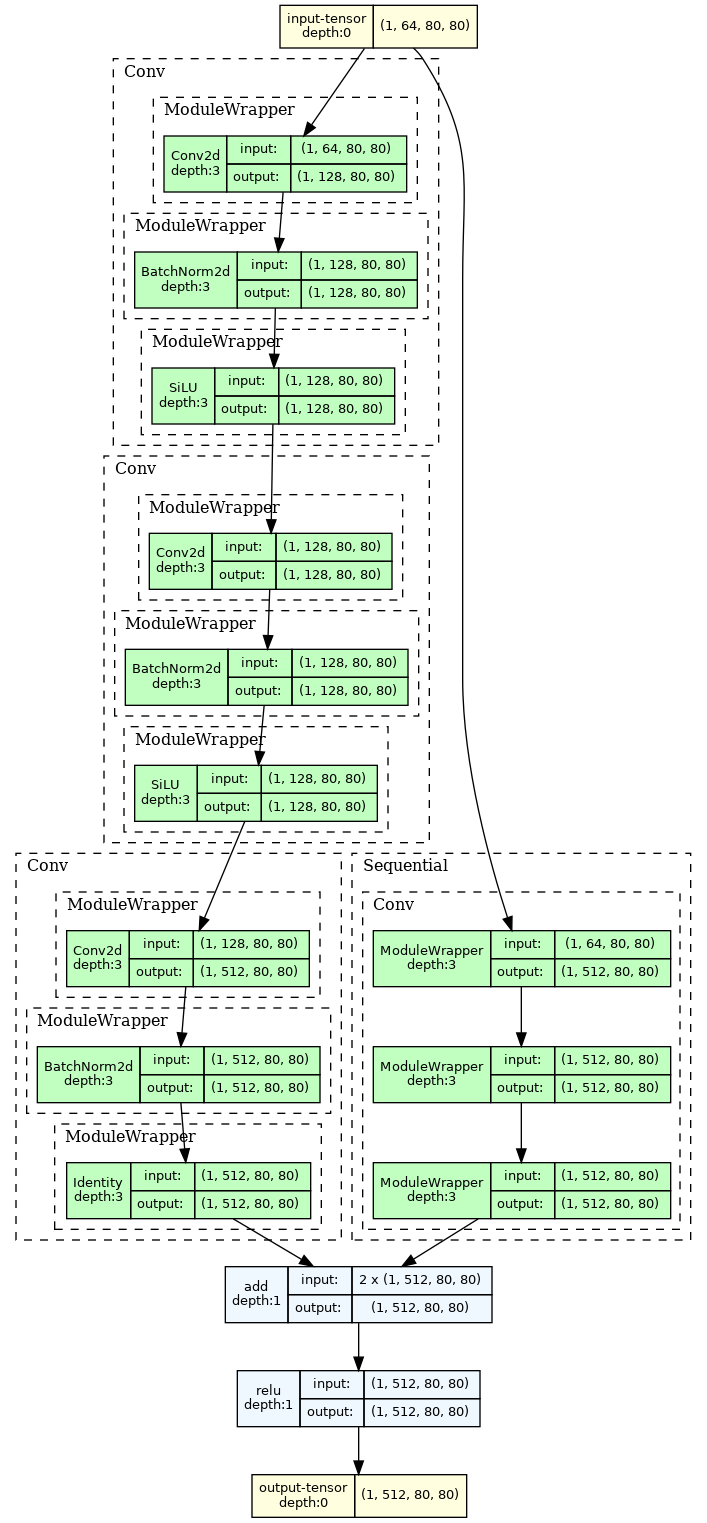 input-tensor
depth:0
(1, 64, 80, 80)
Conv
ModuleWrapper
Conv2d
depth:3
input:
(1, 64, 80, 80)
output:
(1, 128, 80, 80)
ModuleWrapper
BatchNorm2d
depth:3
input:
(1, 128, 80, 80)
output:
(1, 128, 80, 80)
ModuleWrapper
SiLU
depth:3
input:
(1, 128, 80, 80)
output:
(1, 128, 80, 80)
Conv
ModuleWrapper
Conv2d
depth:3
input:
(1, 128, 80, 80)
output:
(1, 128, 80, 80)
ModuleWrapper
BatchNorm2d
depth:3
input:
(1, 128, 80, 80)
output:
(1, 128, 80, 80)
ModuleWrapper
SiLU
depth:3
input:
(1, 128, 80, 80)
output:
(1, 128, 80, 80)
Conv
ModuleWrapper
Conv2d
depth:3
input:
(1, 128, 80, 80)
output:
(1, 512, 80, 80)
ModuleWrapper
BatchNorm2d
depth:3
input:
(1, 512, 80, 80)
output:
(1, 512, 80, 80)
ModuleWrapper
Identity
depth:3
input:
(1, 512, 80, 80)
output:
(1, 512, 80, 80)
Sequential
Conv
ModuleWrapper
depth:3
input:
(1, 64, 80, 80)
output:
(1, 512, 80, 80)
ModuleWrapper
depth:3
input:
(1, 512, 80, 80)
output:
(1, 512, 80, 80)
ModuleWrapper
depth:3
input:
(1, 512, 80, 80)
output:
(1, 512, 80, 80)
add
depth:1
input:
2 x (1, 512, 80, 80)
output:
(1, 512, 80, 80)
relu
depth:1
input:
(1, 512, 80, 80)
output:
(1, 512, 80, 80)
output-tensor
depth:0
(1, 512, 80, 80)